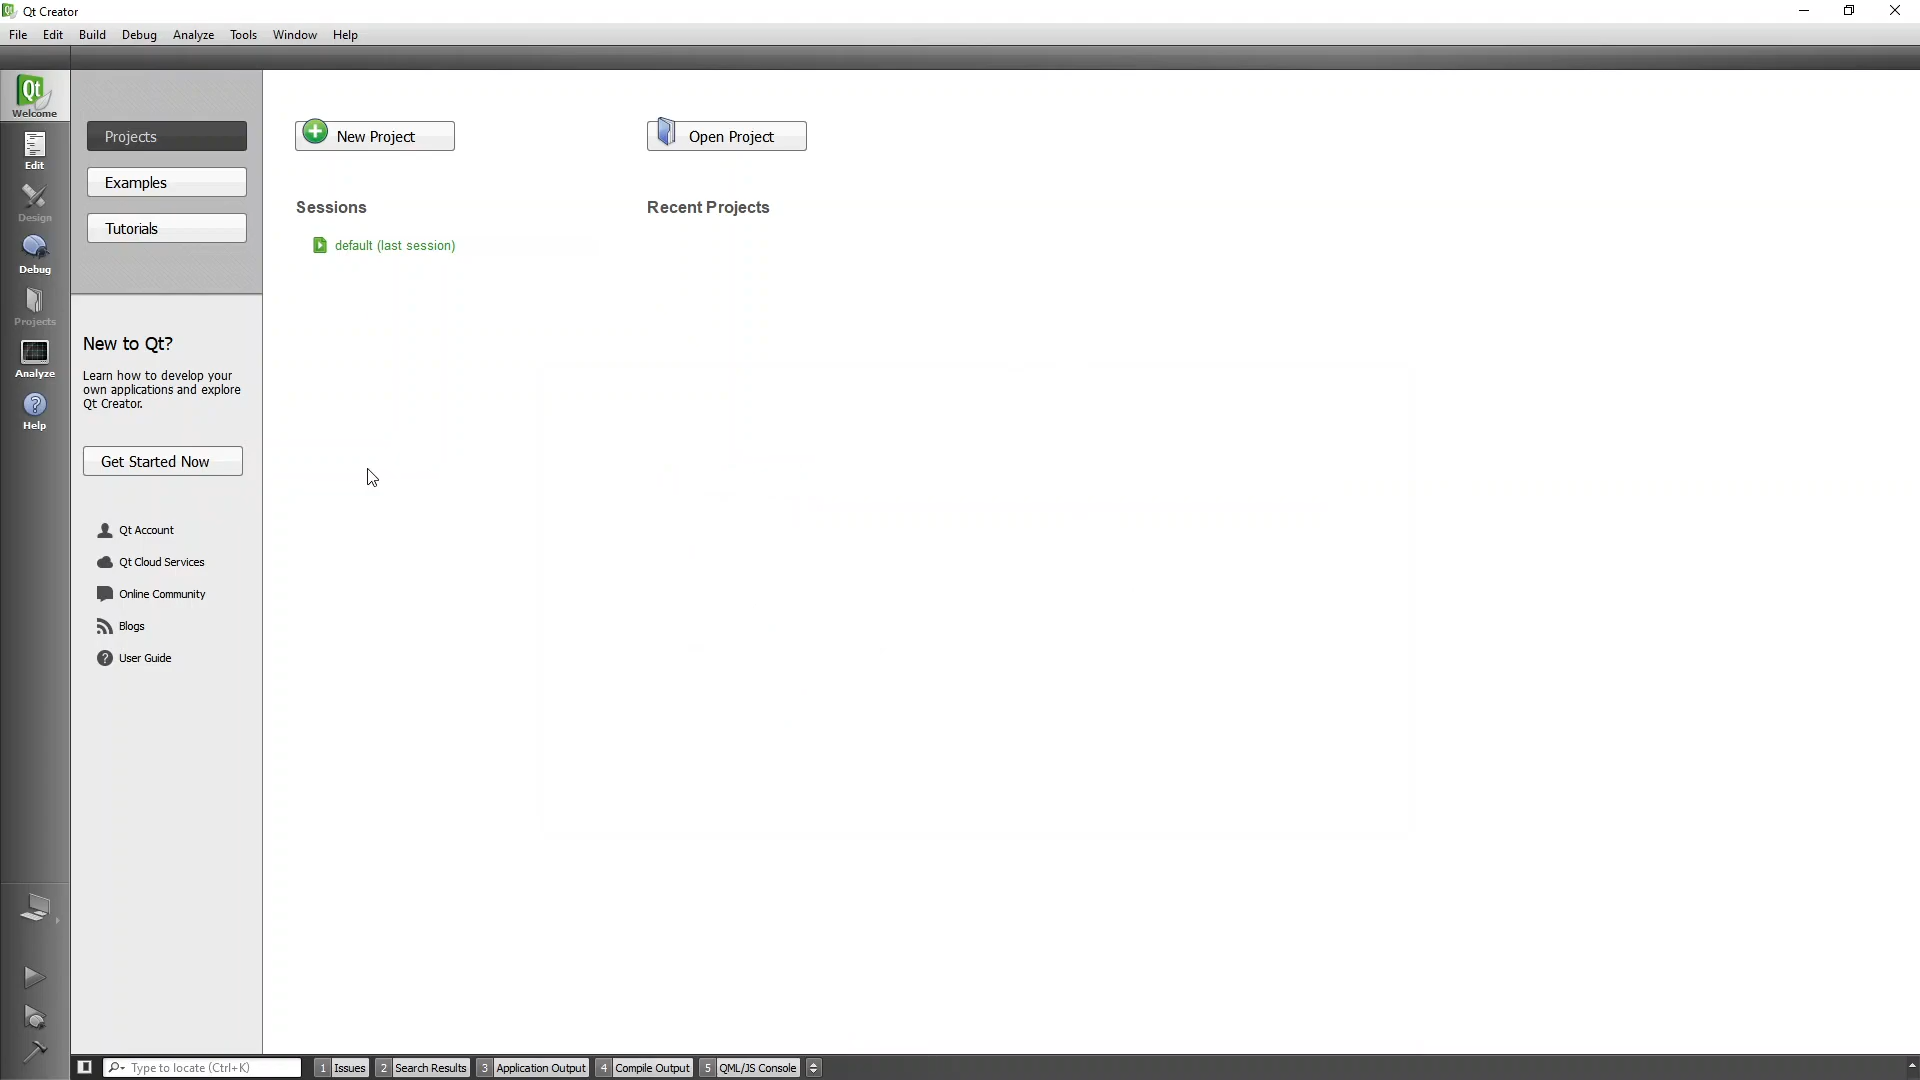 Qt Creator
File Edit Build Debug Analyze Tools Window Help
Qt
Welcome
Edit
Design
Debug
Projects
Analyze
? Help
Projects
Examples
Tutorials
New to Qt?
Learn how to develop your
own applications and explore
Qt Creator.
Get Started Now
Qt Account
Qt Cloud Services
Online Community
Blogs
? User Guide
New Project
Open Project
Sessions
Recent Projects
default (last session)
Type to locate (Ctrl+K)
1 Issues 2 Search Results 3 Application Output 4 Compile Output 5 QML/JS Console